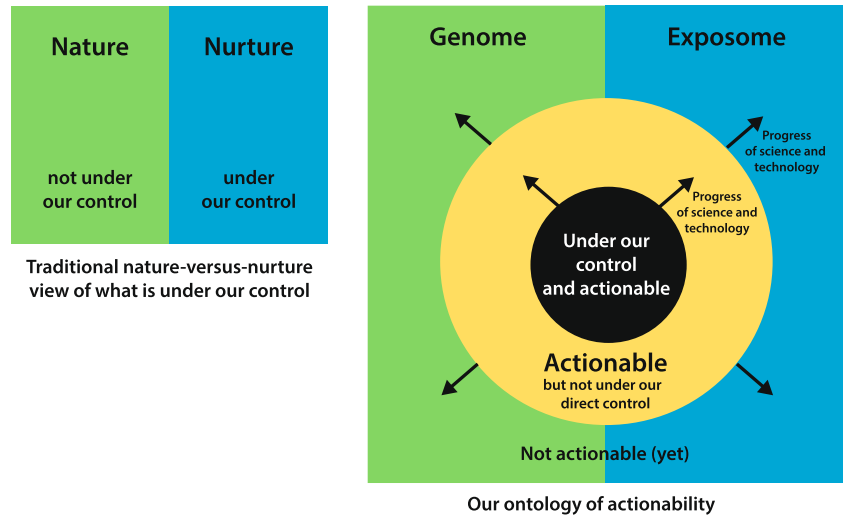 Nature
Nurture
not under
our control
under
our control
Traditional nature-versus-nurture
view of what is under our control
Genome
Exposome
Progress
of science and
technology
Progress
of science and
technology
Under our
control
and actionable
Actionable
but not under our
direct control
Not actionable (yet)
Our ontology of actionability